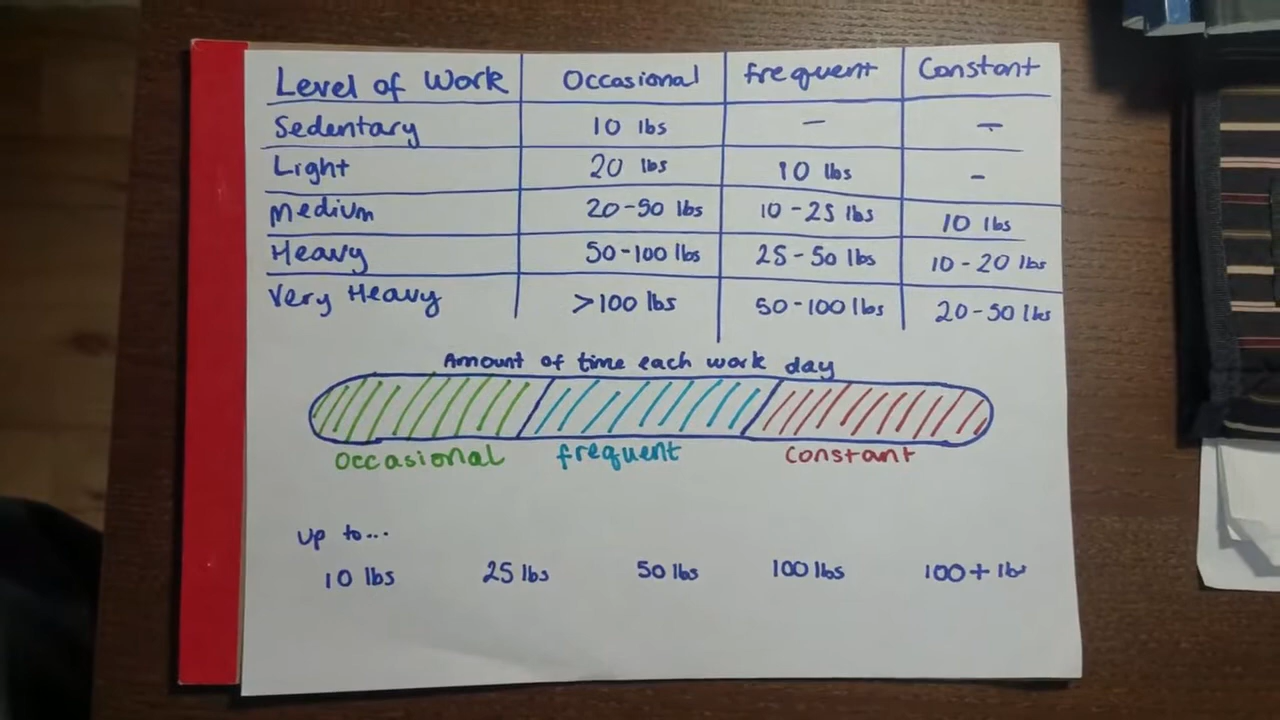 Level of Work Occasional frequent Constant
Sedentary 10 lbs — —
Light 20 lbs 10 lbs -
Medium 20-50 lbs 10-25 lbs 10 lbs
Heavy 50-100 lbs 25-50 lbs 10-20 lbs
Very Heavy >100 lbs 50-100 lbs 20-50 lbs
Amount of time each work day
Occasional frequent Constant
up to...
10 lbs 25 lbs 50 lbs 100 lbs 100+ lbs